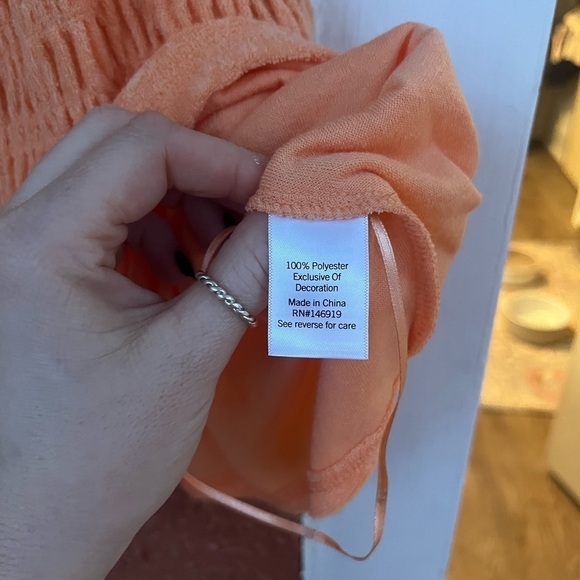 100% Polyester
Exclusive Of
Decoration
Made in China
RN#146919
See reverse for care